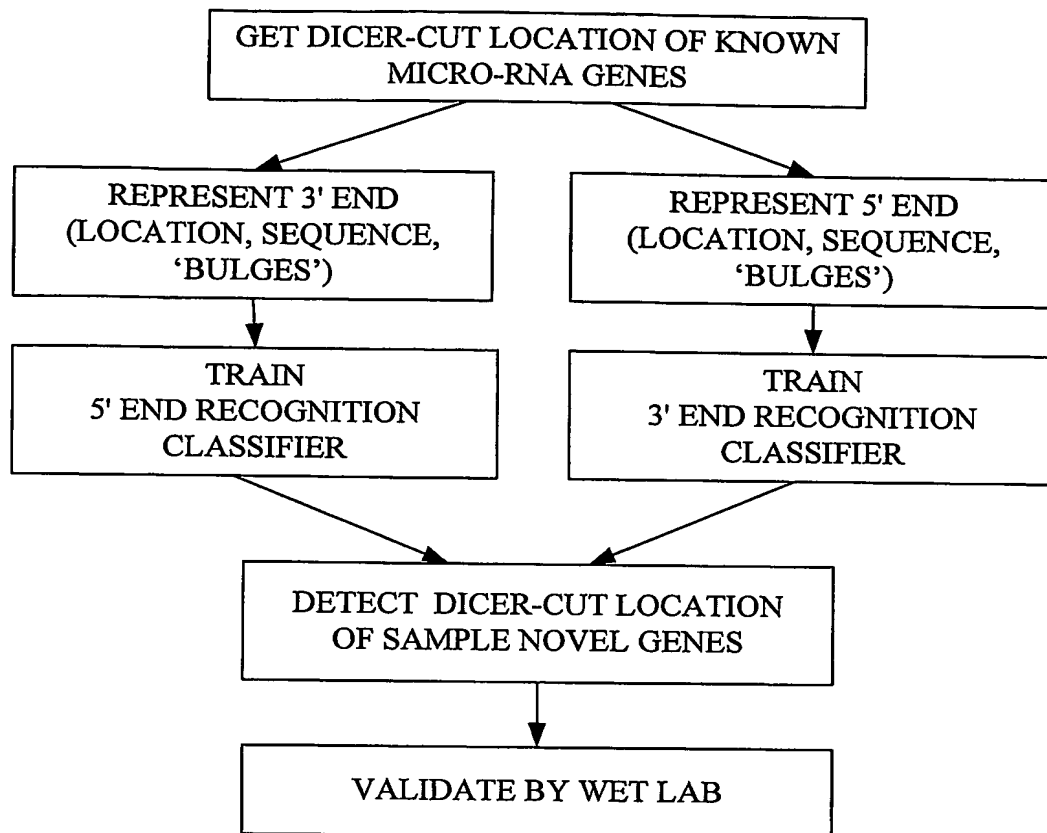 GET DICER-CUT LOCATION OF KNOWN
MICRO-RNA GENES
REPRESENT 3' END
(LOCATION, SEQUENCE,
‘BULGES’)
REPRESENT 5' END
(LOCATION, SEQUENCE,
‘BULGES’)
TRAIN
5' END RECOGNITION
CLASSIFIER
TRAIN
3' END RECOGNITION
CLASSIFIER
DETECT DICER-CUT LOCATION
OF SAMPLE NOVEL GENES
VALIDATE BY WET LAB